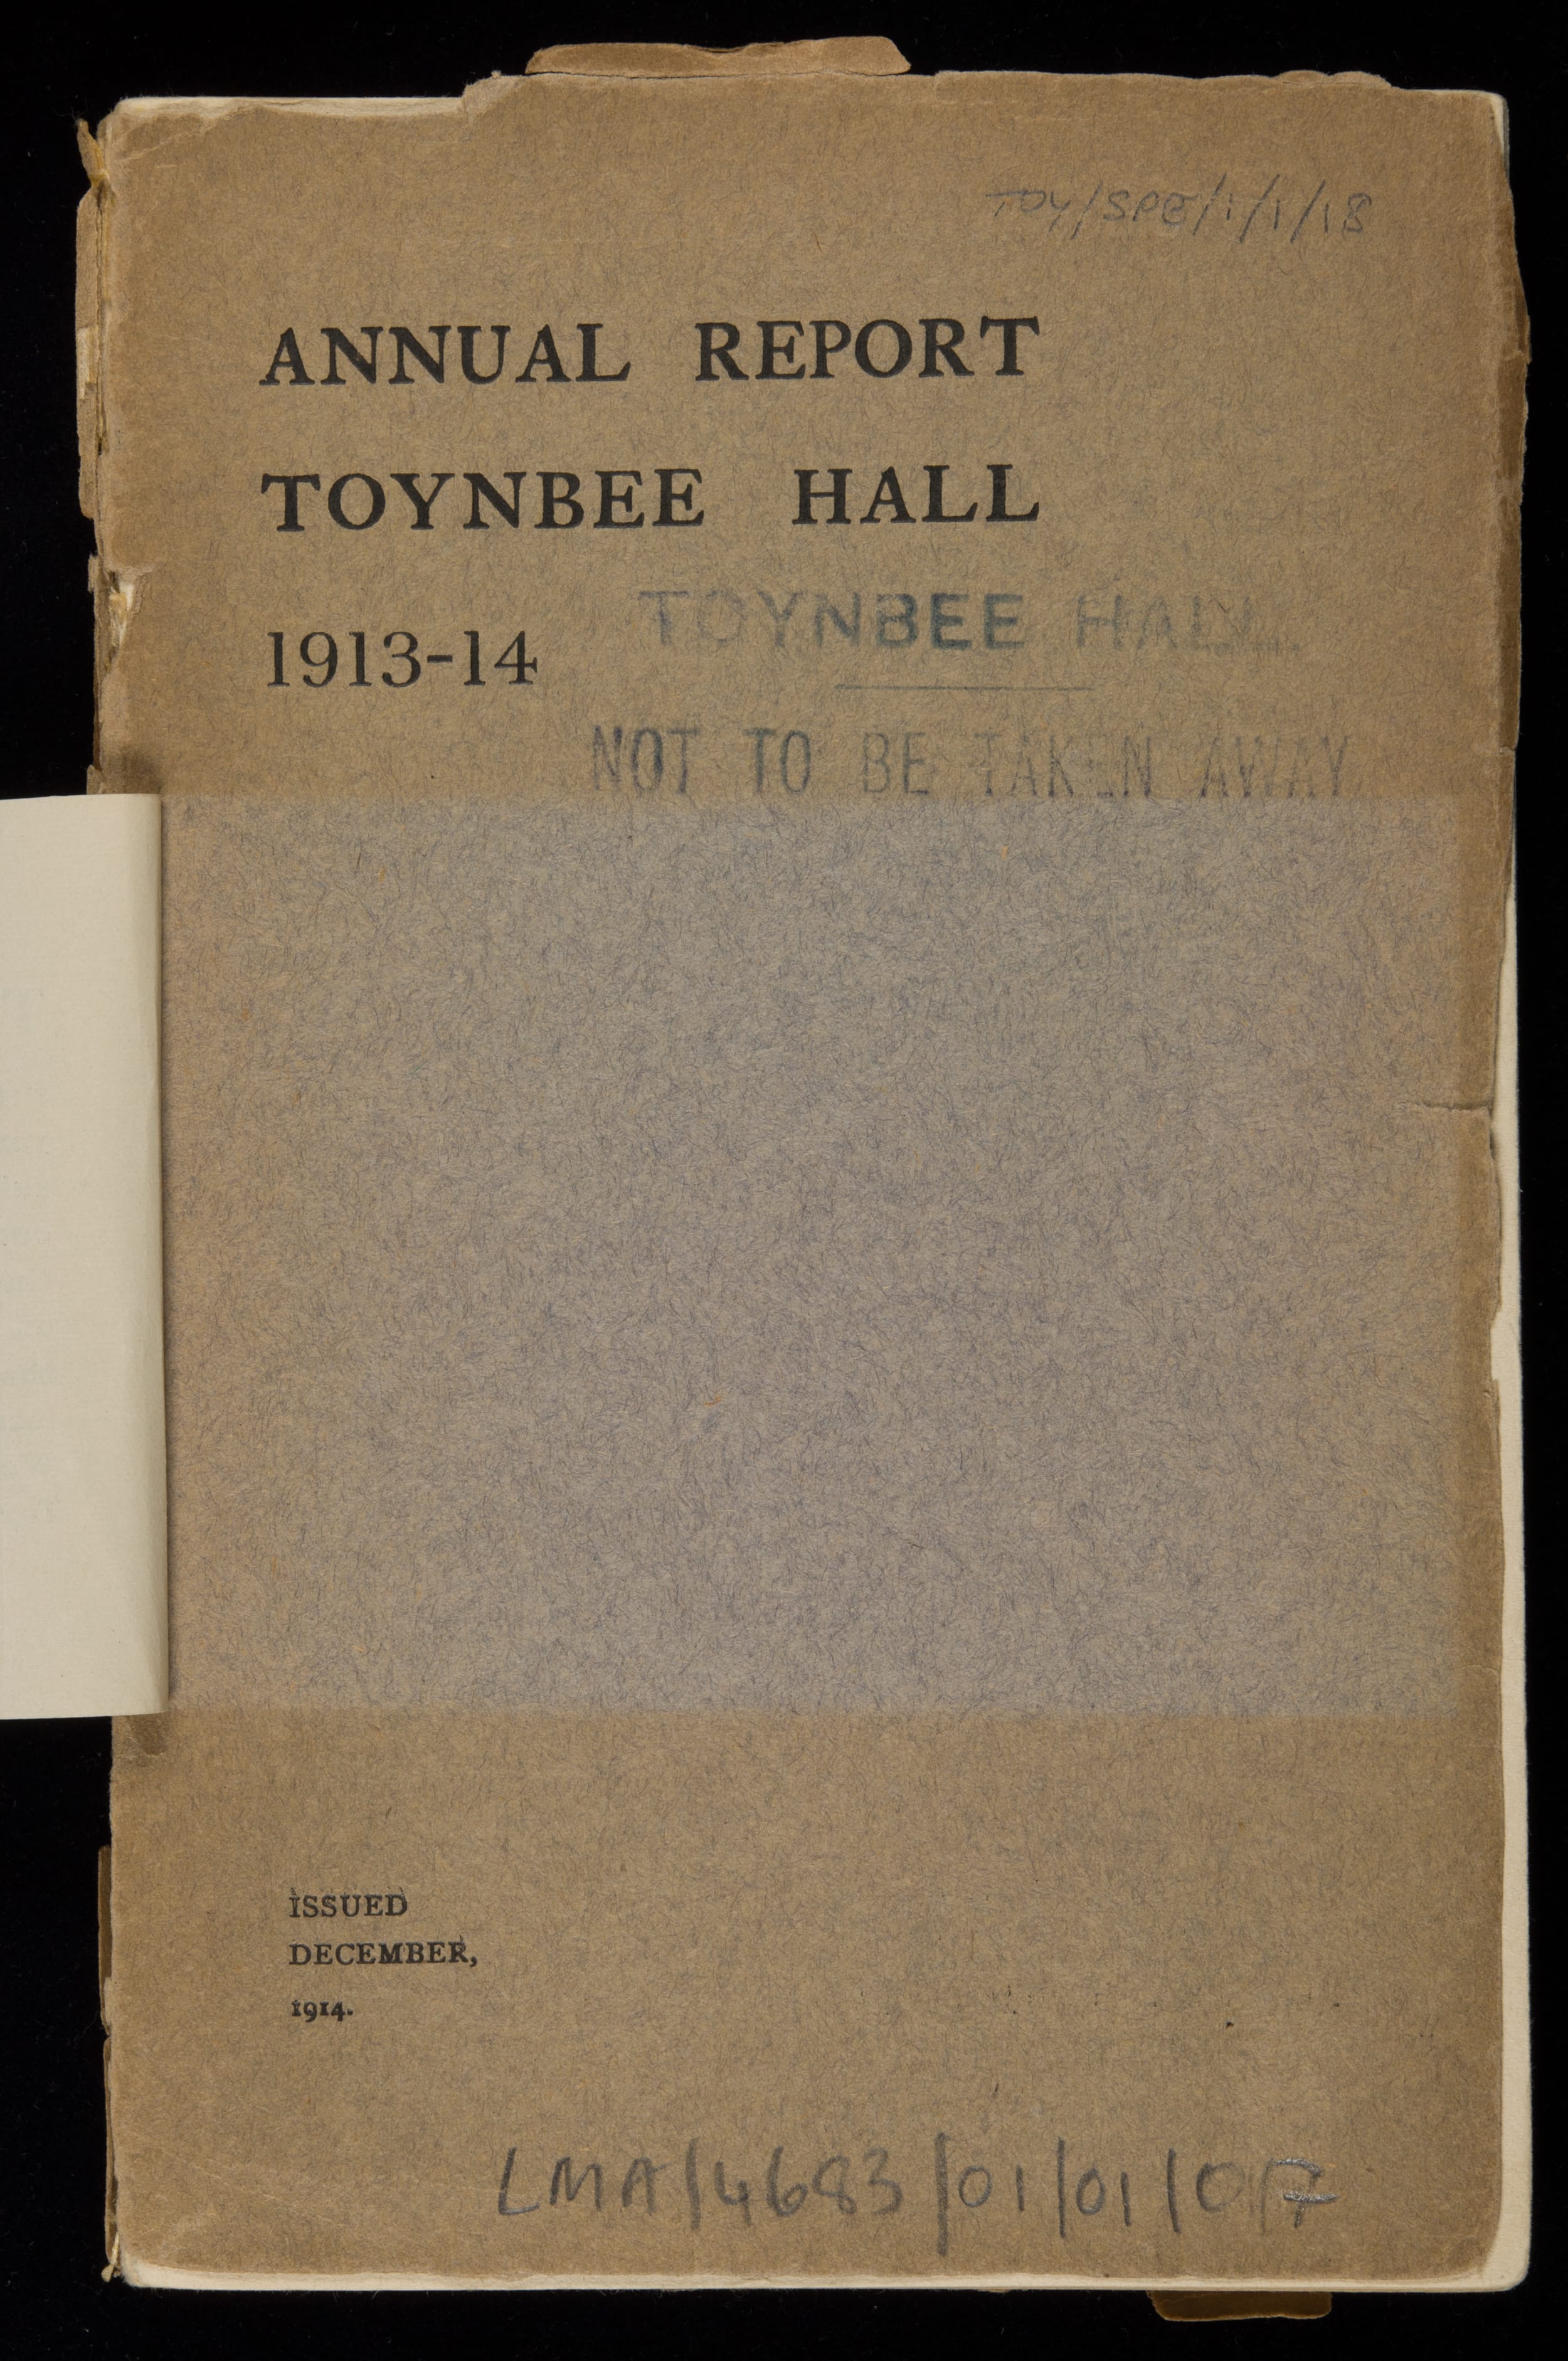 TOY/SPE/1/1/18
ANNUAL REPORT
TOYNBEE HALL
1913-14
TOYNBEE HALL.
NOT TO BE TAKEN AWAY
ISSUED
DECEMBER,
1914.
LMA/4683/01/01/017